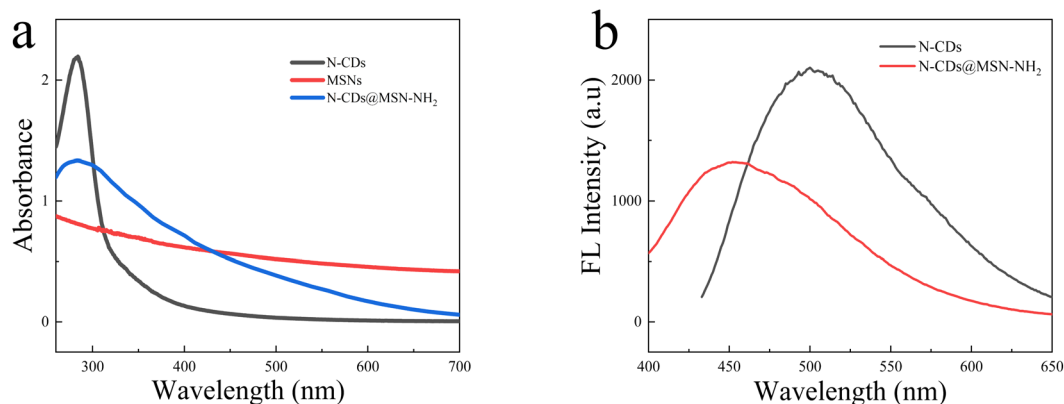 a
N-CDs
MSNs
N-CDs@MSN-NH₂
Absorbance
2
1
0
300 400 500 600 700
Wavelength (nm)
b
N-CDs
N-CDs@MSN-NH₂
FL Intensity (a.u)
2000
1000
0
400 450 500 550 600 650
Wavelength (nm)